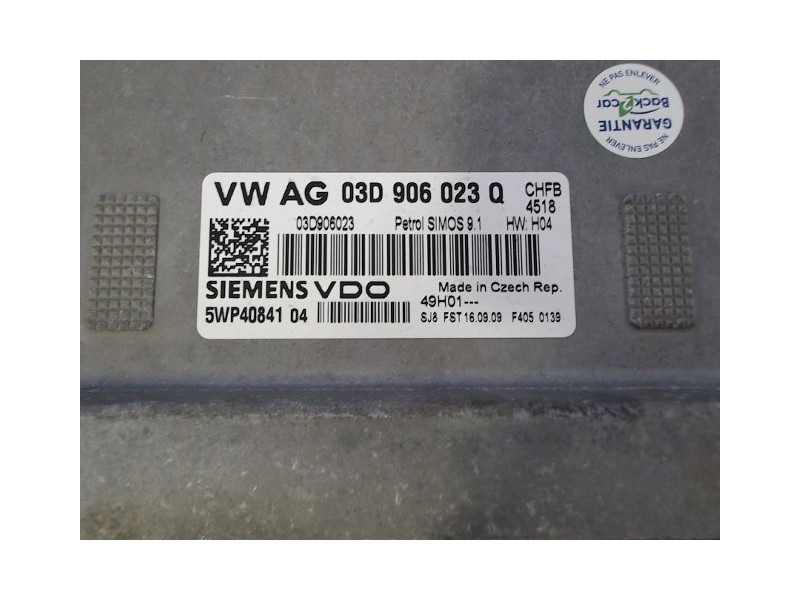 NE PAS ENLEVER
Back2car
GARANTIE
NE PAS ENLEVER
VW AG 03D 906 023 Q CHFB
4518
03D906023 Petrol SIMOS 9.1 HW: H04
SIEMENS VDO Made in Czech Rep.
5WP40841 04 49H01---
SJ8 FST 16.09.09 F405 0139